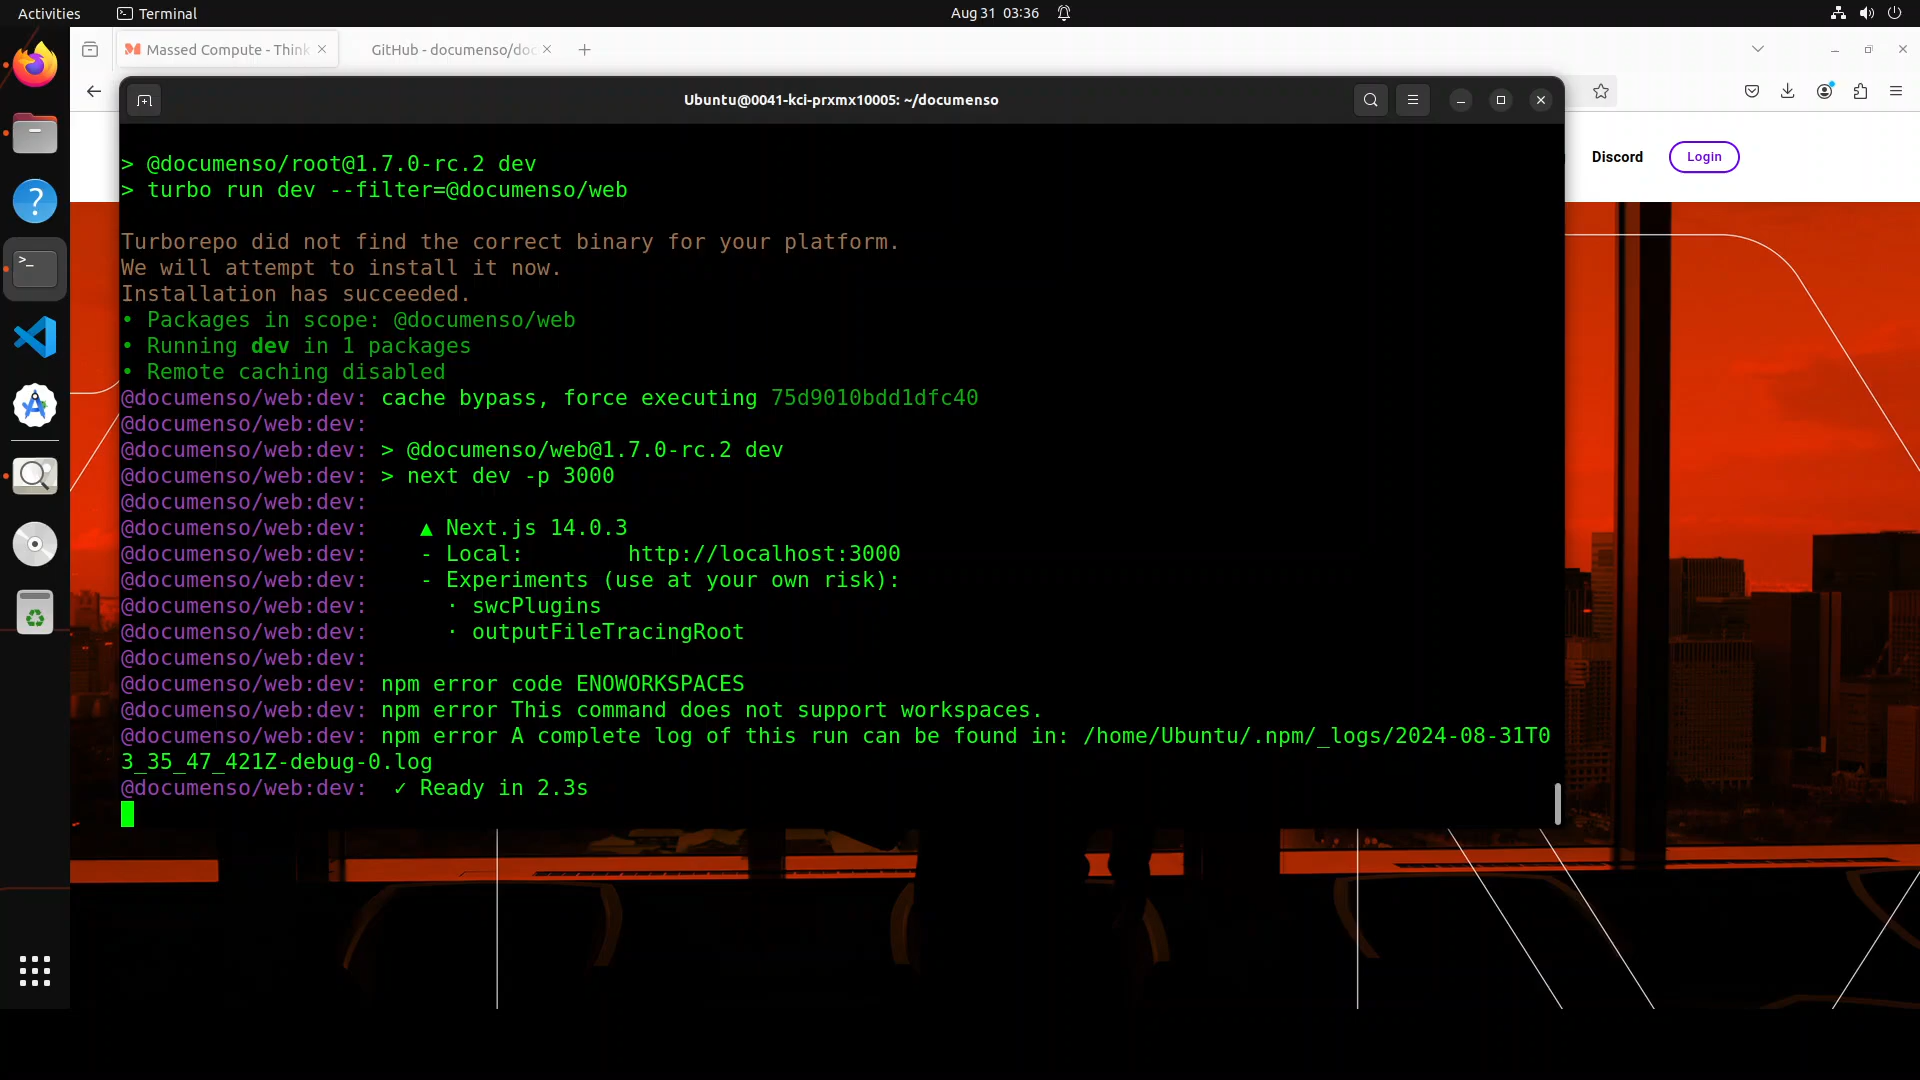 Activities
Terminal
Aug 31 03:36
Massed Compute - Think
GitHub - documenso/doc
Ubuntu@0041-kci-prxmx10005: ~/documenso
Discord
Login
> @documenso/root@1.7.0-rc.2 dev
> turbo run dev --filter=@documenso/web
Turborepo did not find the correct binary for your platform.
We will attempt to install it now.
Installation has succeeded.
• Packages in scope: @documenso/web
• Running dev in 1 packages
• Remote caching disabled
@documenso/web:dev: cache bypass, force executing 75d9010bdd1dfc40
@documenso/web:dev:
@documenso/web:dev: > @documenso/web@1.7.0-rc.2 dev
@documenso/web:dev: > next dev -p 3000
@documenso/web:dev:
@documenso/web:dev:    ▲ Next.js 14.0.3
@documenso/web:dev:    - Local:        http://localhost:3000
@documenso/web:dev:    - Experiments (use at your own risk):
@documenso/web:dev:      · swcPlugins
@documenso/web:dev:      · outputFileTracingRoot
@documenso/web:dev:
@documenso/web:dev: npm error code ENOWORKSPACES
@documenso/web:dev: npm error This command does not support workspaces.
@documenso/web:dev: npm error A complete log of this run can be found in: /home/Ubuntu/.npm/_logs/2024-08-31T0
3_35_47_421Z-debug-0.log
@documenso/web:dev:  ✓ Ready in 2.3s